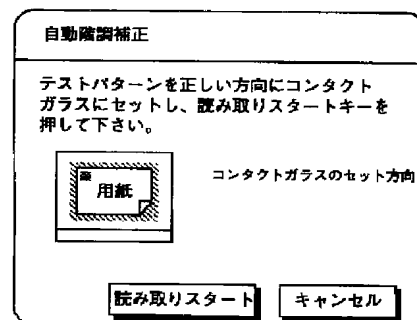 自動階調補正
テストパターンを正しい方向にコンタクト
ガラスにセットし、読み取りスタートキーを
押して下さい。
用紙
コンタクトガラスのセット方向
読み取りスタート
キャンセル